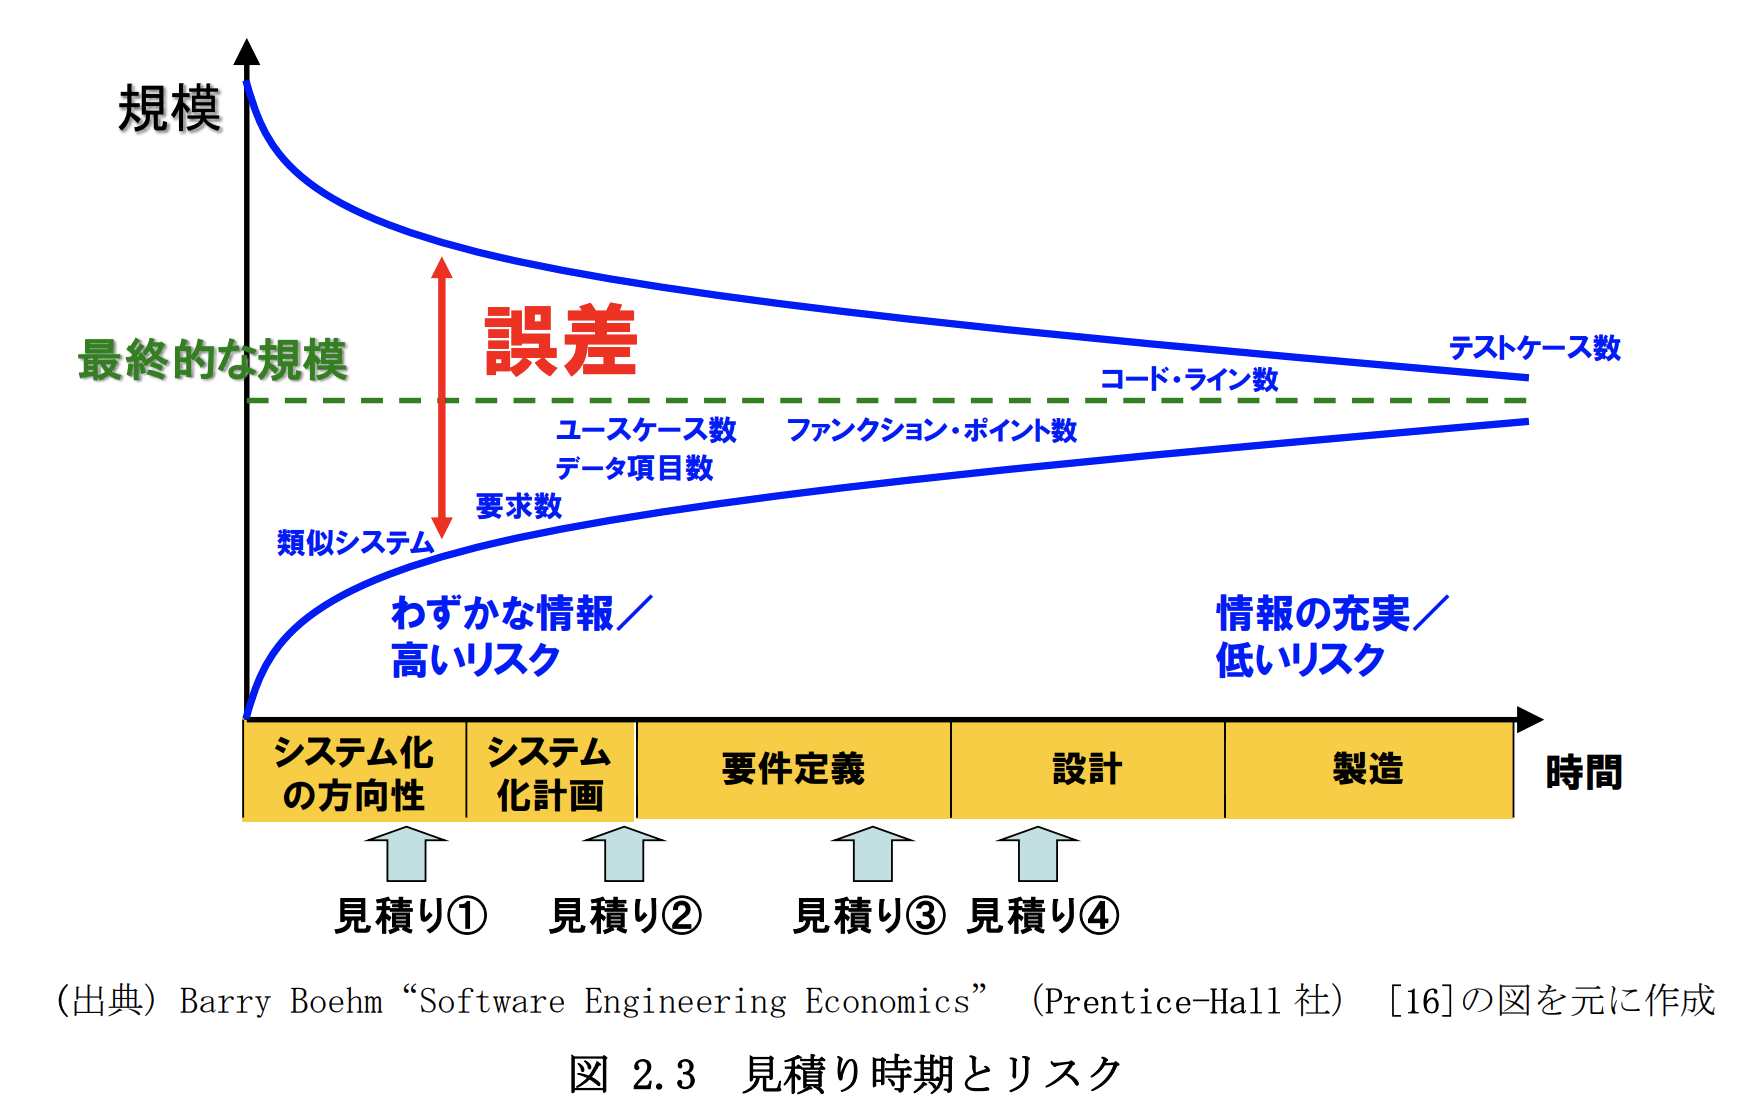 規模
誤差
最終的な規模
テストケース数
コード・ライン数
ユースケース数
ファンクション・ポイント数
データ項目数
要求数
類似システム
わずかな情報／
高いリスク
情報の充実／
低いリスク
システム化
の方向性
システム
化計画
要件定義
設計
製造
時間
見積り①
見積り②
見積り③
見積り④
(出典) Barry Boehm “Software Engineering Economics” (Prentice-Hall 社) [16]の図を元に作成
図 2.3 見積り時期とリスク